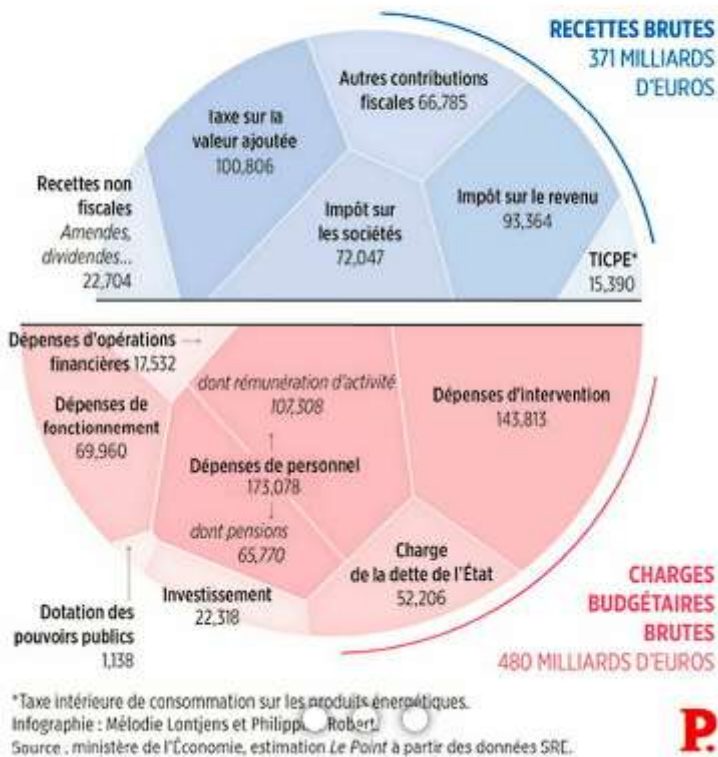 RECETTES BRUTES
371 MILLIARDS
D'EUROS
Autres contributions
fiscales 66,785
Taxe sur la
valeur ajoutée
100,806
Impôt sur le revenu
93,364
Recettes non
fiscales
Amendes,
dividendes...
22,704
Impôt sur
les sociétés
72,047
TICPE*
15,390
Dépenses d'opérations
financières 17,532
dont rémunération d'activité
107,308
Dépenses d'intervention
143,813
Dépenses de
fonctionnement
69,960
Dépenses de personnel
173,078
dont pensions
65,770
Charge
de la dette de l'État
52,206
Investissement
22,318
Dotation des
pouvoirs publics
1,138
CHARGES
BUDGÉTAIRES
BRUTES
480 MILLIARDS D'EUROS
*Taxe intérieure de consommation sur les produits énergétiques.
Infographie : Mélodie Lontjens et Robert.
Source : ministère de l'Économie, estimation Le Point à partir des données SRE.
P.